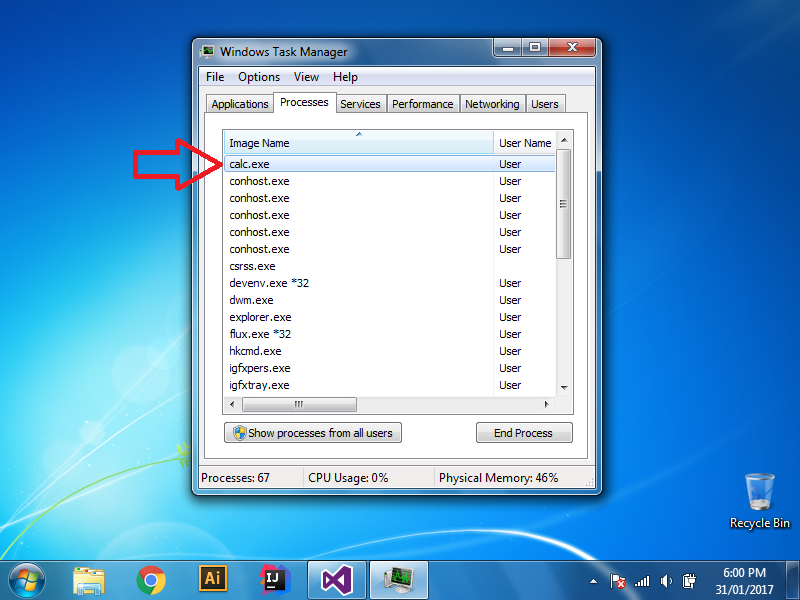 Windows Task Manager
File Options View Help
Applications Processes Services Performance Networking Users
Image Name User Name
calc.exe User
conhost.exe User
conhost.exe User
conhost.exe User
conhost.exe User
conhost.exe User
csrss.exe
devenv.exe *32 User
dwm.exe User
explorer.exe User
flux.exe *32 User
hkcmd.exe User
igfxpers.exe User
igfxtray.exe User
Show processes from all users End Process
Processes: 67 CPU Usage: 0% Physical Memory: 46%
Recycle Bin
Ai IJ
6:00 PM
31/01/2017